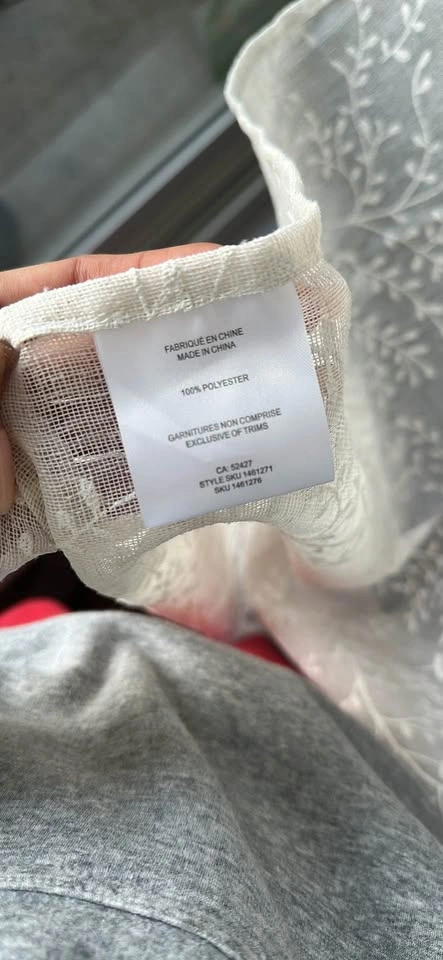 FABRIQUÉ EN CHINE
MADE IN CHINA
100% POLYESTER
GARNITURES NON COMPRISE
EXCLUSIVE OF TRIMS
CA: 52427
STYLE SKU 1461271
SKU 1461276